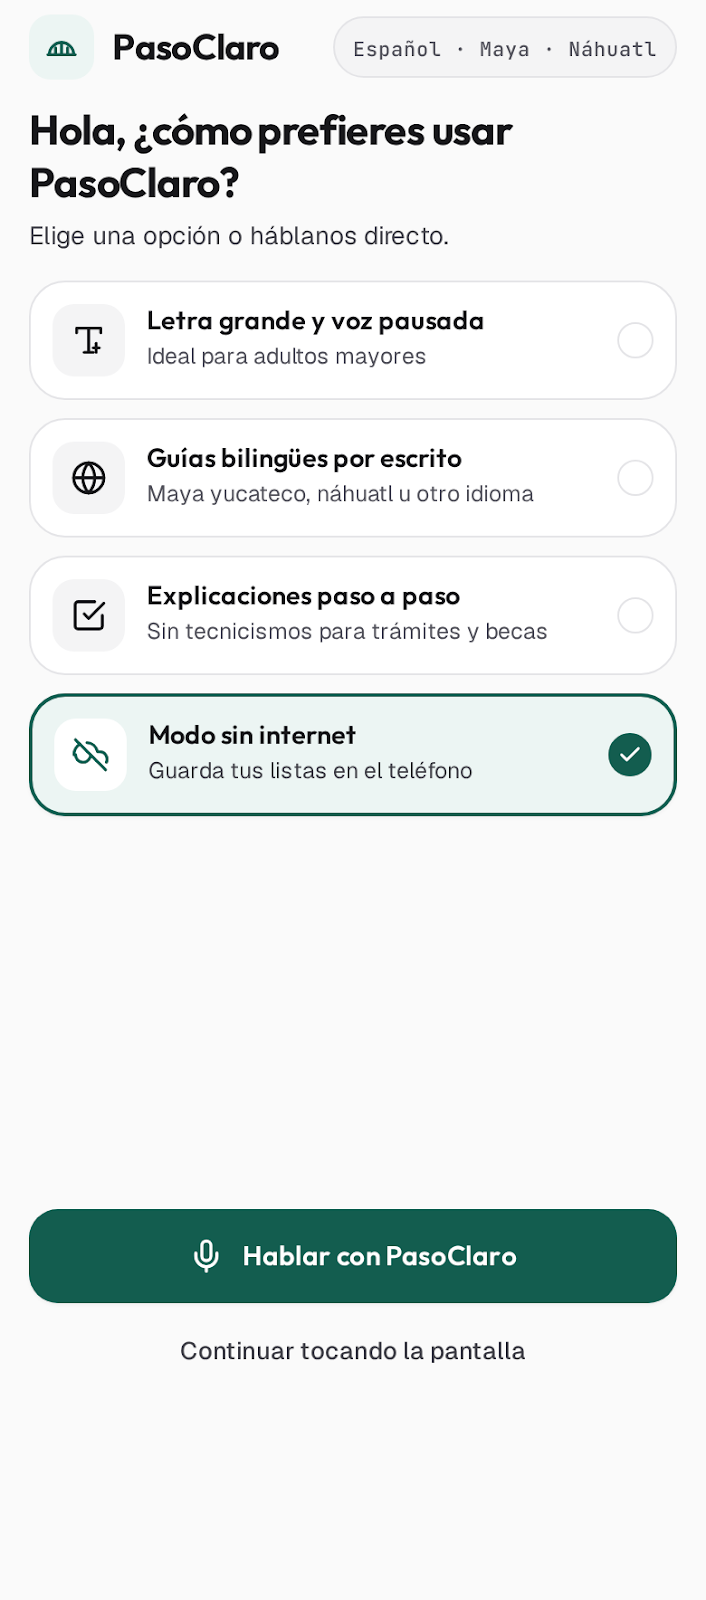 PasoClaro
Español · Maya · Náhuatl
Hola, ¿cómo prefieres usar
PasoClaro?
Elige una opción o háblanos directo.
Letra grande y voz pausada
Ideal para adultos mayores
Guías bilingües por escrito
Maya yucateco, náhuatl u otro idioma
Explicaciones paso a paso
Sin tecnicismos para trámites y becas
Modo sin internet
Guarda tus listas en el teléfono
Hablar con PasoClaro
Continuar tocando la pantalla